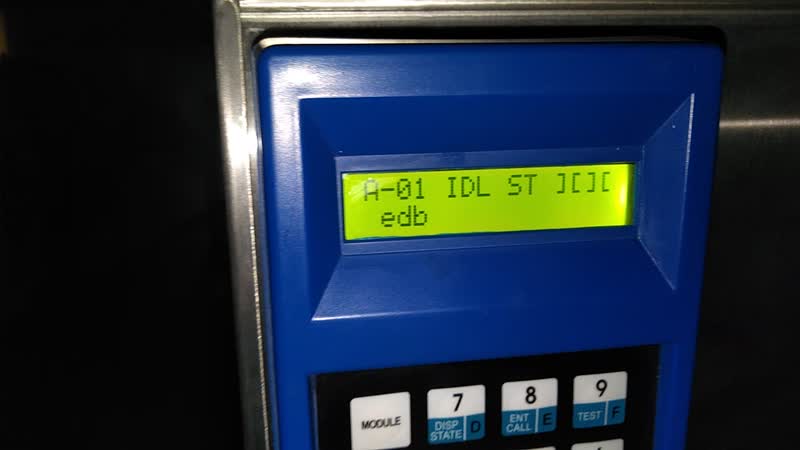 A-01 IDL ST ][][
edb
MODULE
7
DISP
STATE D
8
ENT
CALL E
9
TEST F